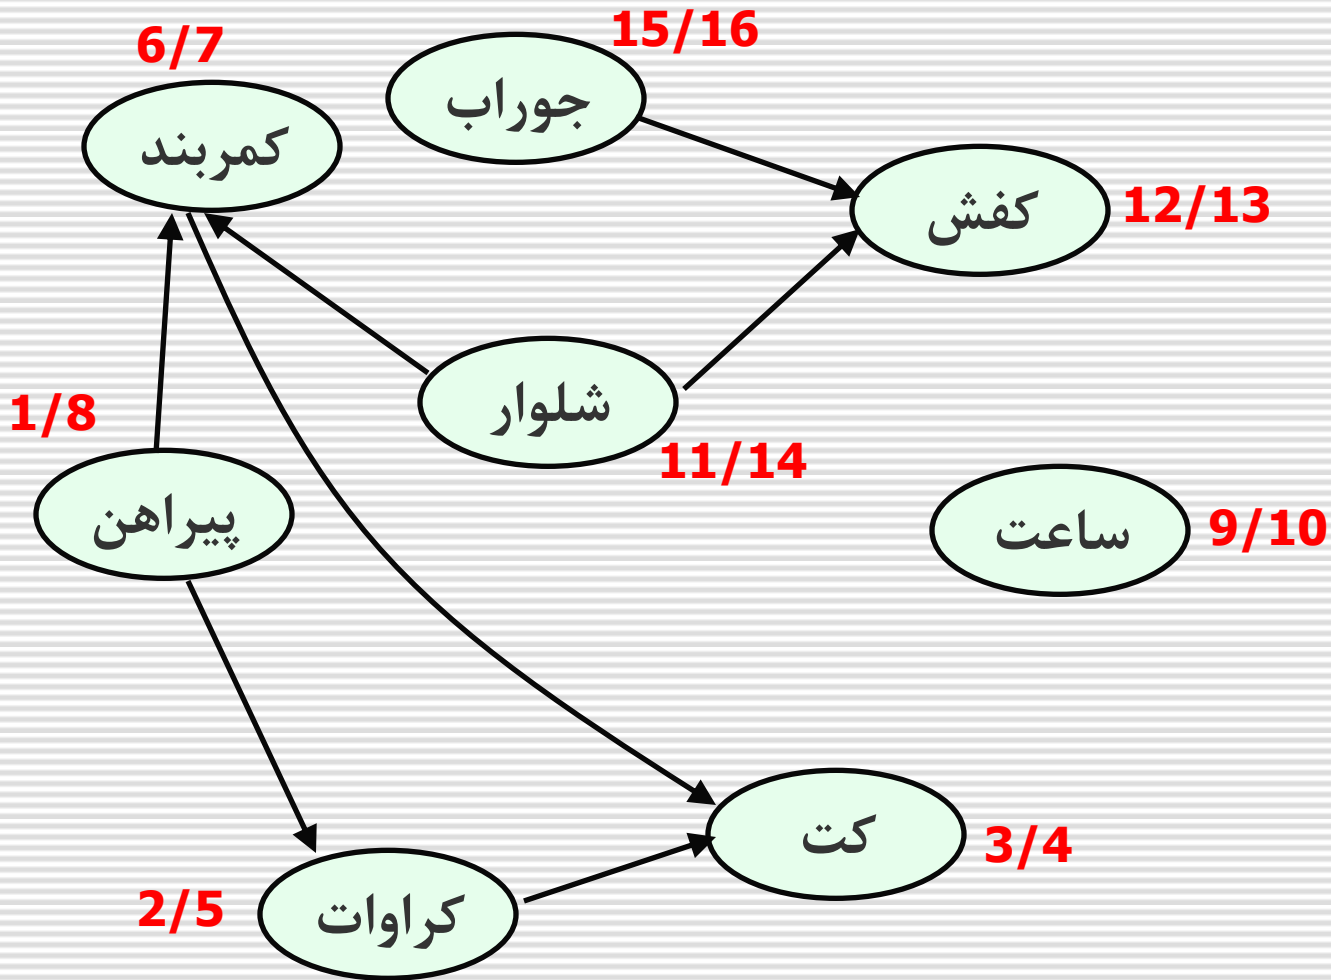 15/16
6/7
جوراب
کمربند
کفش
12/13
شلوار
1/8
11/14
پیراهن
ساعت
9/10
کت
3/4
کراوات
2/5